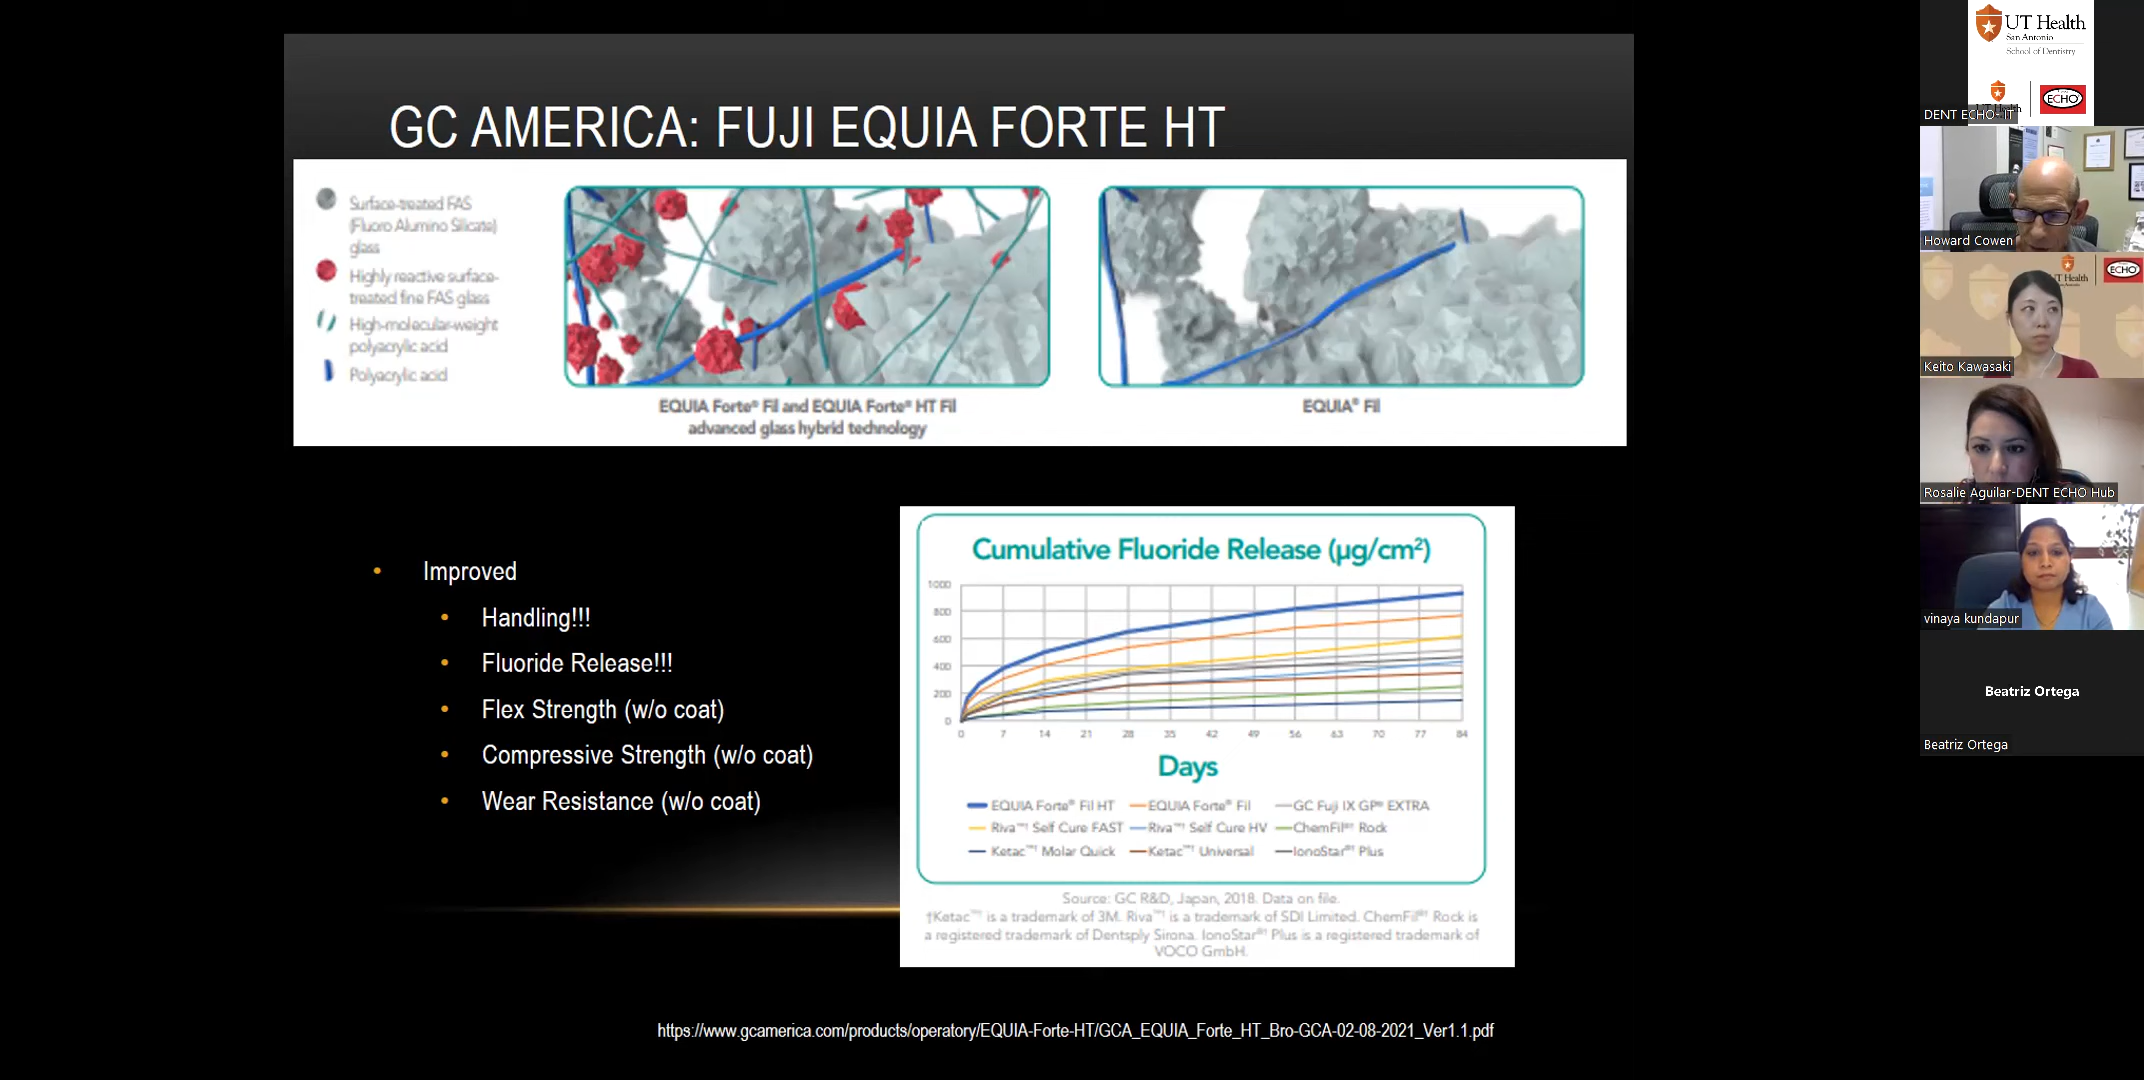 GC AMERICA: FUJI EQUIA FORTE HT
Surface-treated FAS
(Fluoro Alumino Silicate)
glass
Highly reactive surface-
treated fine FAS glass
High-molecular-weight
polyacrylic acid
Polyacrylic acid
EQUIA Forte® Fil and EQUIA Forte® HT Fil
advanced glass hybrid technology
EQUIA® Fil
• Improved
• Handling!!!
• Fluoride Release!!!
• Flex Strength (w/o coat)
• Compressive Strength (w/o coat)
• Wear Resistance (w/o coat)
Cumulative Fluoride Release (µg/cm²)
1000
800
600
400
200
0
0 7 14 21 28 35 42 49 56 63 70 77 84
Days
EQUIA Forte® Fil HT EQUIA Forte® Fil GC Fuji IX GP® EXTRA
Riva™† Self Cure FAST Riva™† Self Cure HV ChemFil®† Rock
Ketac™† Molar Quick Ketac™† Universal IonoStar®† Plus
Source: GC R&D, Japan, 2018. Data on file.
†Ketac™† is a trademark of 3M. Riva™† is a trademark of SDI Limited. ChemFil®† Rock is
a registered trademark of Dentsply Sirona. IonoStar®† Plus is a registered trademark of
VOCO GmbH.
https://www.gcamerica.com/products/operatory/EQUIA-Forte-HT/GCA_EQUIA_Forte_HT_Bro-GCA-02-08-2021_Ver1.1.pdf
UT Health
San Antonio
School of Dentistry
ECHO
DENT ECHO- IT
Howard Cowen
UT Health
ECHO
Keito Kawasaki
Rosalie Aguilar-DENT ECHO Hub
vinaya kundapur
Beatriz Ortega
Beatriz Ortega